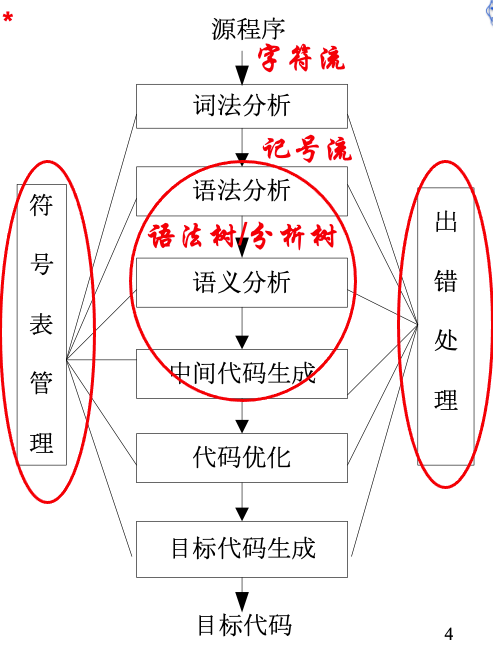 *
源程序
字符流
词法分析
记号流
语法分析
语法树/分析树
语义分析
中间代码生成
代码优化
目标代码生成
目标代码
符号表管理
出错处理
4